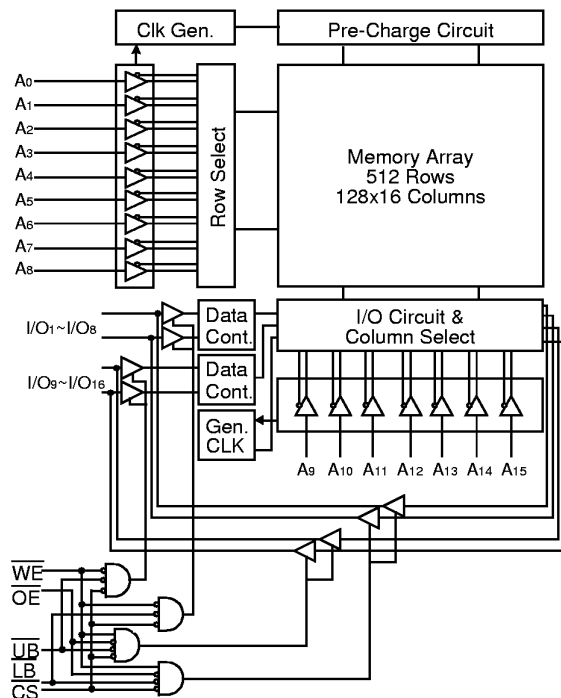 Clk Gen.
Pre-Charge Circuit
A0
A1
A2
A3
A4
A5
A6
A7
A8
Row Select
Memory Array
512 Rows
128x16 Columns
I/O1~I/O8
Data
Cont.
I/O Circuit &
Column Select
I/O9~I/O16
Data
Cont.
Gen.
CLK
A9 A10 A11 A12 A13 A14 A15
WE
OE
UB
LB
CS